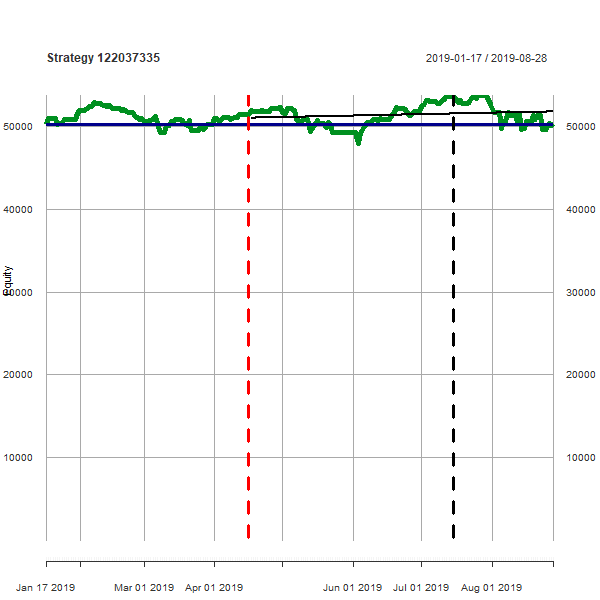 Strategy 122037335
2019-01-17 / 2019-08-28
50000
50000
40000
40000
Equity
30000
30000
20000
20000
10000
10000
Jan 17 2019
Mar 01 2019
Apr 01 2019
Jun 01 2019
Jul 01 2019
Aug 01 2019